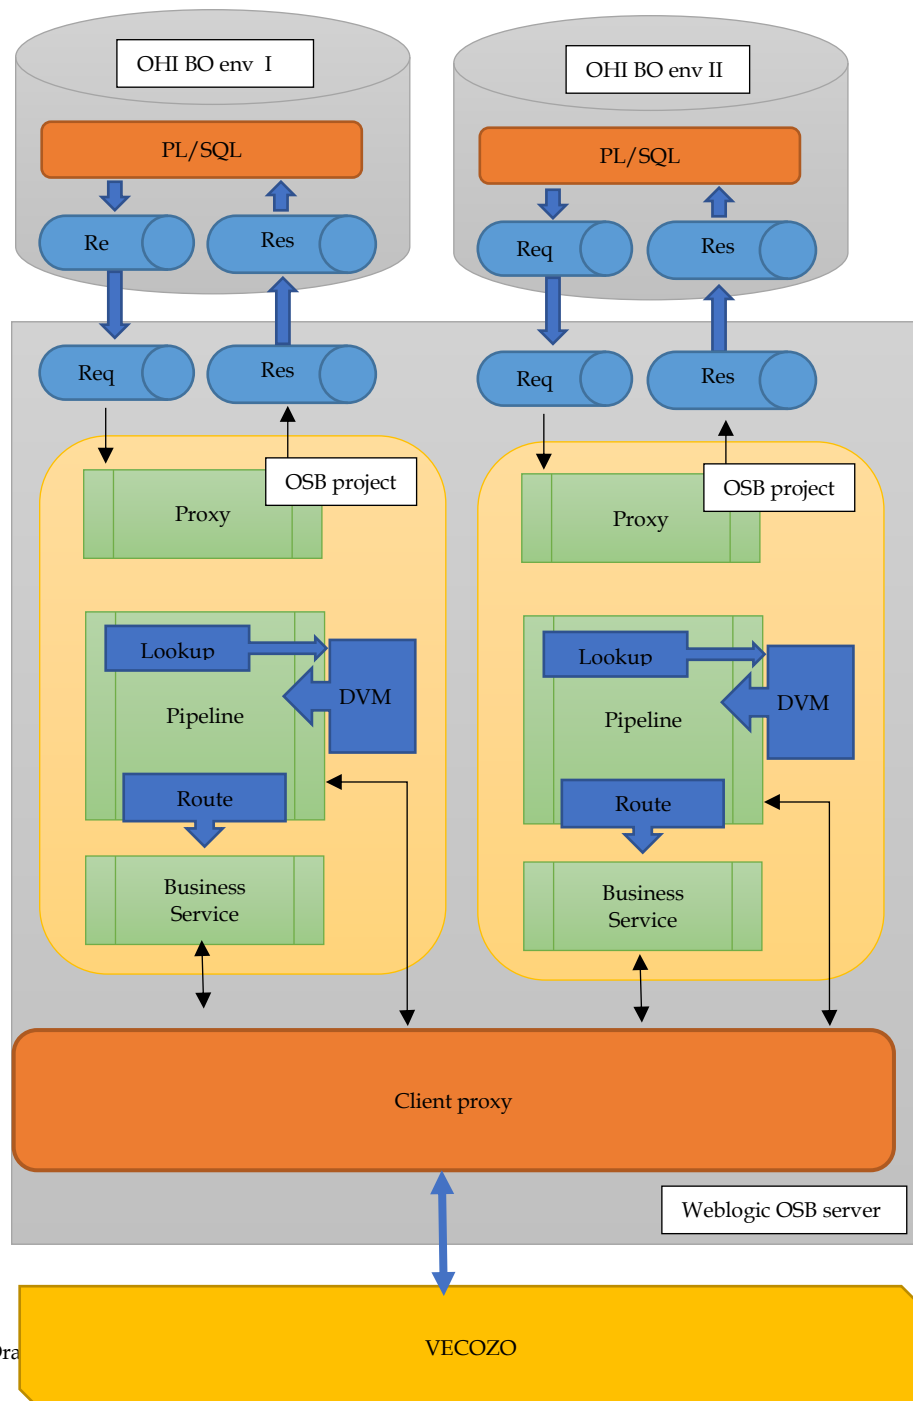 OHI BO env I
OHI BO env II
PL/SQL
PL/SQL
Re
Res
Req
Res
Req
Res
Req
Res
OSB project
OSB project
Proxy
Proxy
Lookup
DVM
Pipeline
Lookup
DVM
Pipeline
Route
Route
Business
Service
Business
Service
Client proxy
Weblogic OSB server
VECOZO
Ora